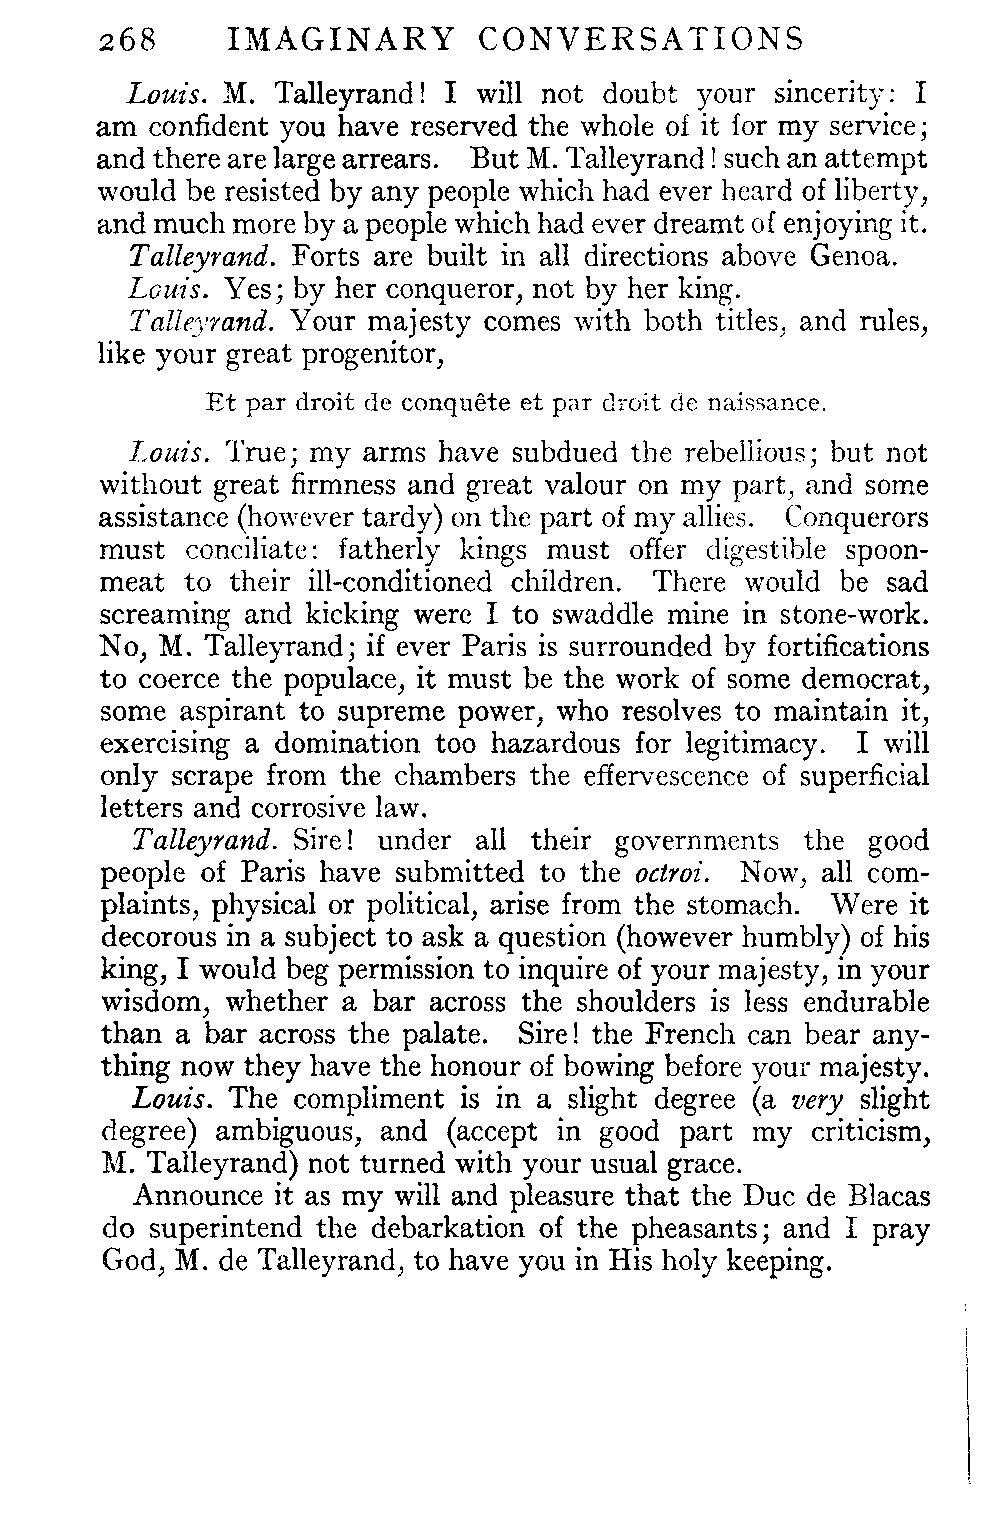 268 IMAGINARY CONVERSATIONS
Louis. M. Talleyrand! I will not doubt your sincerity: I
am confident you have reserved the whole of it for my service;
and there are large arrears. But M. Talleyrand! such an attempt
would be resisted by any people which had ever heard of liberty,
and much more by a people which had ever dreamt of enjoying it.
Talleyrand. Forts are built in all directions above Genoa.
Louis. Yes; by her conqueror, not by her king.
Talleyrand. Your majesty comes with both titles, and rules,
like your great progenitor,
Et par droit de conquête et par droit de naissance.
Louis. True; my arms have subdued the rebellious; but not
without great firmness and great valour on my part, and some
assistance (however tardy) on the part of my allies. Conquerors
must conciliate: fatherly kings must offer digestible spoon-
meat to their ill-conditioned children. There would be sad
screaming and kicking were I to swaddle mine in stone-work.
No, M. Talleyrand; if ever Paris is surrounded by fortifications
to coerce the populace, it must be the work of some democrat,
some aspirant to supreme power, who resolves to maintain it,
exercising a domination too hazardous for legitimacy. I will
only scrape from the chambers the effervescence of superficial
letters and corrosive law.
Talleyrand. Sire! under all their governments the good
people of Paris have submitted to the octroi. Now, all com-
plaints, physical or political, arise from the stomach. Were it
decorous in a subject to ask a question (however humbly) of his
king, I would beg permission to inquire of your majesty, in your
wisdom, whether a bar across the shoulders is less endurable
than a bar across the palate. Sire! the French can bear any-
thing now they have the honour of bowing before your majesty.
Louis. The compliment is in a slight degree (a very slight
degree) ambiguous, and (accept in good part my criticism,
M. Talleyrand) not turned with your usual grace.
Announce it as my will and pleasure that the Duc de Blacas
do superintend the debarkation of the pheasants; and I pray
God, M. de Talleyrand, to have you in His holy keeping.